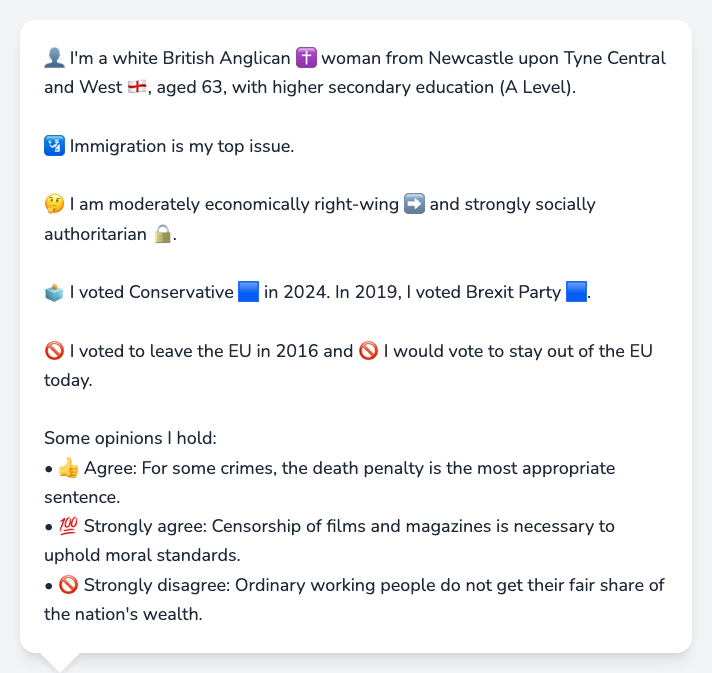 👤 I'm a white British Anglican ✝️ woman from Newcastle upon Tyne Central
and West 🏴󠁧󠁢󠁥󠁮󠁧󠁿, aged 63, with higher secondary education (A Level).
🛂 Immigration is my top issue.
🤔 I am moderately economically right-wing ➡️ and strongly socially
authoritarian 🔒.
🗳️ I voted Conservative 🟦 in 2024. In 2019, I voted Brexit Party 🟦.
🚫 I voted to leave the EU in 2016 and 🚫 I would vote to stay out of the EU
today.
Some opinions I hold:
• 👍 Agree: For some crimes, the death penalty is the most appropriate
sentence.
• 💯 Strongly agree: Censorship of films and magazines is necessary to
uphold moral standards.
• 🚫 Strongly disagree: Ordinary working people do not get their fair share of
the nation's wealth.